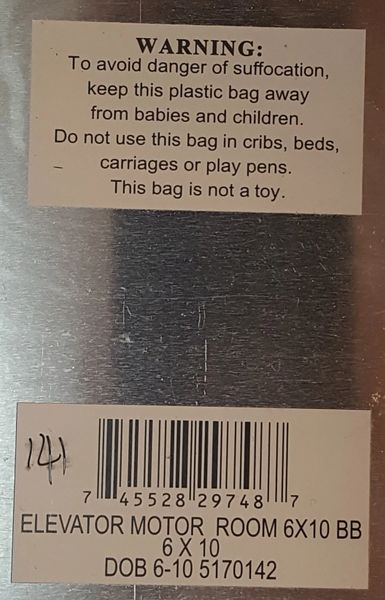 WARNING:
To avoid danger of suffocation,
keep this plastic bag away
from babies and children.
Do not use this bag in cribs, beds,
carriages or play pens.
This bag is not a toy.
141
7 45528 29748 7
ELEVATOR MOTOR ROOM 6X10 BB
6 X 10
DOB 6-10 5170142